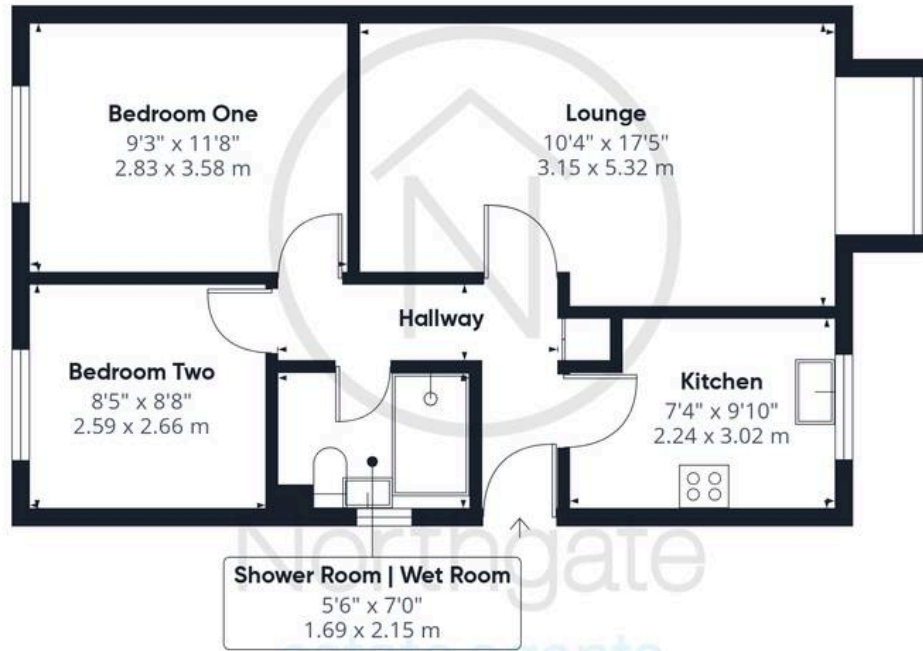 Bedroom One
9'3" x 11'8"
2.83 x 3.58 m
Lounge
10'4" x 17'5"
3.15 x 5.32 m
Hallway
Bedroom Two
8'5" x 8'8"
2.59 x 2.66 m
Kitchen
7'4" x 9'10"
2.24 x 3.02 m
Northgate
Shower Room | Wet Room
5'6" x 7'0"
1.69 x 2.15 m
estate agents